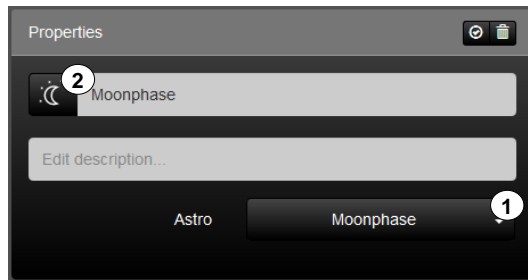 Properties
2
Moonphase
Edit description...
1
Astro Moonphase